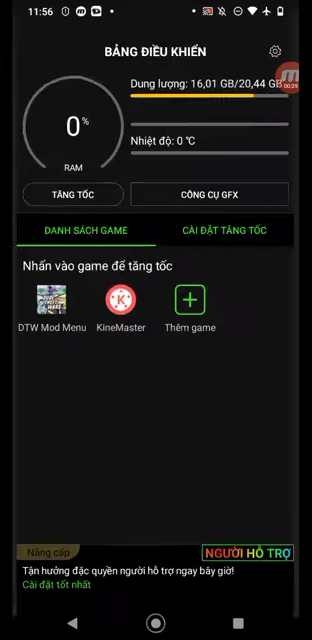 11:56
BẢNG ĐIỀU KHIỂN
Dung lượng: 16,01 GB/20,44 GB
00:29
0%
RAM
Nhiệt độ: 0 ℃
TĂNG TỐC
CÔNG CỤ GFX
DANH SÁCH GAME
CÀI ĐẶT TĂNG TỐC
Nhấn vào game để tăng tốc
DTW Mod Menu
KineMaster
Thêm game
Nâng cấp
NGƯỜI HỖ TRỢ
Tận hưởng đặc quyền người hỗ trợ ngay bây giờ!
Cài đặt tốt nhất